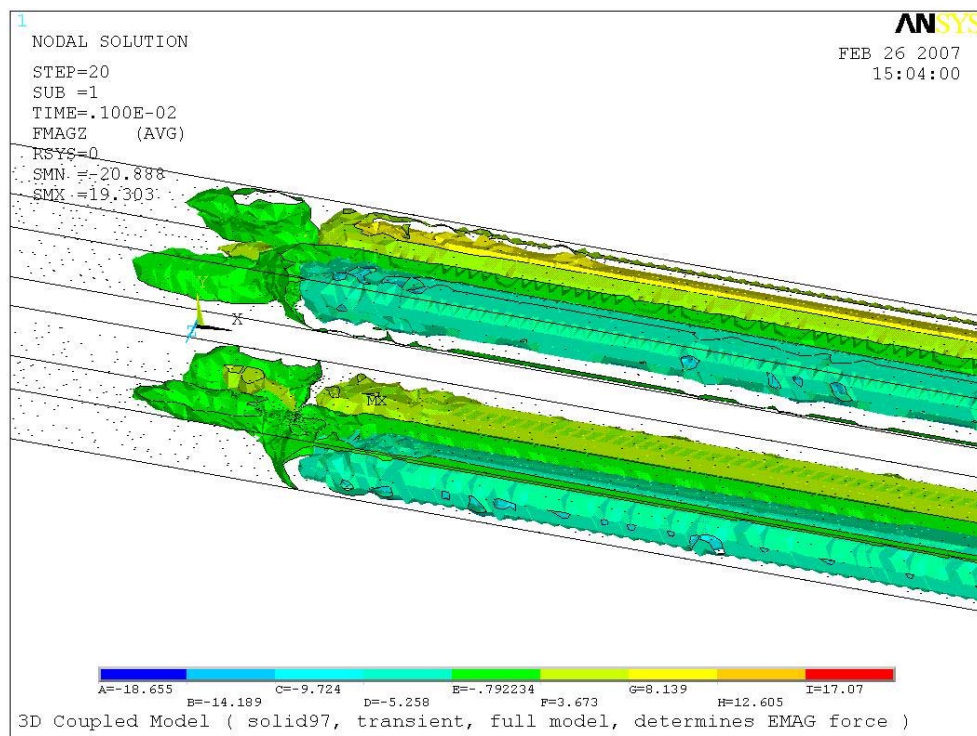 1
ANSYS
NODAL SOLUTION
FEB 26 2007
15:04:00
STEP=20
SUB =1
TIME=.100E-02
FMAGZ (AVG)
RSYS=0
SMN =-20.888
SMX =19.303
Y
X
Z
MX
A=-18.655 C=-9.724 E=-.792234 G=8.139 I=17.07
B=-14.189 D=-5.258 F=3.673 H=12.605
3D Coupled Model ( solid97, transient, full model, determines EMAG force )